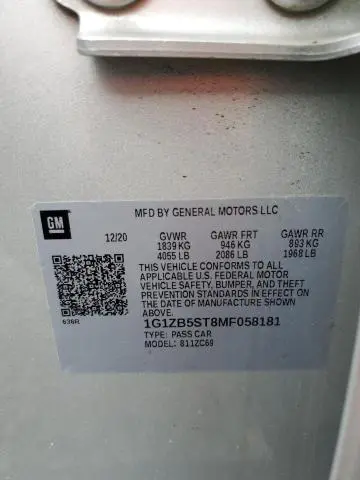 MFD BY GENERAL MOTORS LLC
GM
12/20 GVWR GAWR FRT GAWR RR
1839 KG 946 KG 893 KG
4055 LB 2086 LB 1968 LB
THIS VEHICLE CONFORMS TO ALL
APPLICABLE U.S. FEDERAL MOTOR
VEHICLE SAFETY, BUMPER, AND THEFT
PREVENTION STANDARDS IN EFFECT ON
THE DATE OF MANUFACTURE SHOWN
ABOVE.
636R
1G1ZB5ST8MF058181
TYPE: PASS CAR
MODEL: 811ZC69